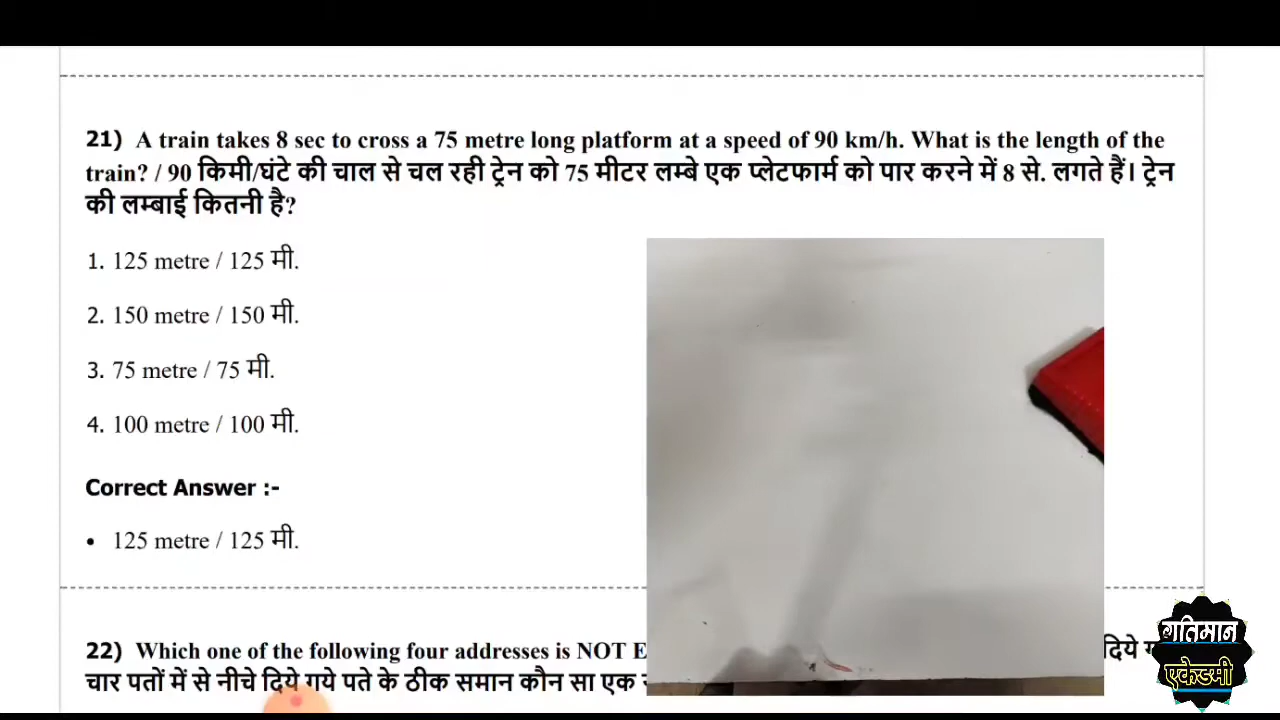 21) A train takes 8 sec to cross a 75 metre long platform at a speed of 90 km/h. What is the length of the
train? / 90 किमी/घंटे की चाल से चल रही ट्रेन को 75 मीटर लम्बे एक प्लेटफार्म को पार करने में 8 से. लगते हैं। ट्रेन
की लम्बाई कितनी है?
1. 125 metre / 125 मी.
2. 150 metre / 150 मी.
3. 75 metre / 75 मी.
4. 100 metre / 100 मी.
Correct Answer :-
• 125 metre / 125 मी.
22) Which one of the following four addresses is NOT E
दिये
चार पतों में से नीचे दिये गये पते के ठीक समान कौन सा एक
गतिमान
एकेडमी